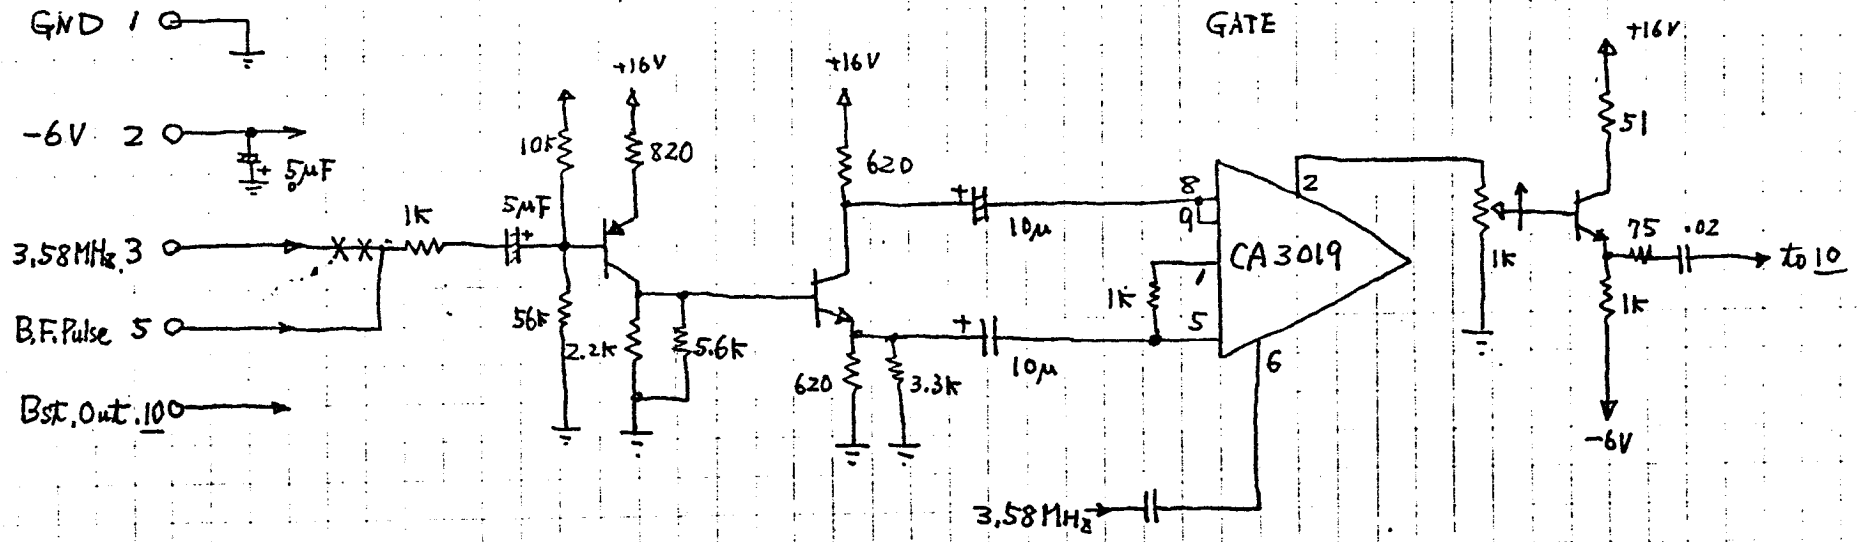 GND 1
GATE
+16V
+16V
+16V
-6V 2
5µF
10K
820
620
51
1K
5µF
10µ
8
9
2
3.58MHz 3
CA3019
1K
75
.02
to 10
1K
1
1K
B.F. Pulse 5
56K
2.2K
5.6K
620
3.3K
10µ
5
6
Bst. Out. 10
-6V
3.58MHz